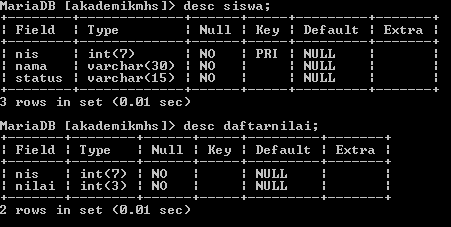 MariaDB [akademikmhs]> desc siswa;
| Field | Type | Null | Key | Default | Extra |
| nis | int(7) | NO | PRI | NULL | |
| nama | varchar(30) | NO | | NULL | |
| status | varchar(15) | NO | | NULL | |
3 rows in set (0.01 sec)
MariaDB [akademikmhs]> desc daftarnilai;
| Field | Type | Null | Key | Default | Extra |
| nis | int(7) | NO | | NULL | |
| nilai | int(3) | NO | | NULL | |
2 rows in set (0.01 sec)